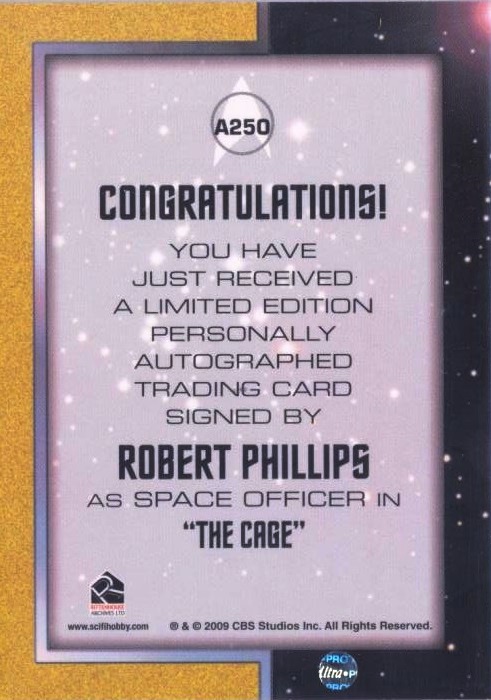 A250
CONGRATULATIONS!
YOU HAVE
JUST RECEIVED
A LIMITED EDITION
PERSONALLY
AUTOGRAPHED
TRADING CARD
SIGNED BY
ROBERT PHILLIPS
AS SPACE OFFICER IN
"THE CAGE"
RITTENHOUSE
ARCHIVES LTD
www.scifihobby.com ® & © 2009 CBS Studios Inc. All Rights Reserved.
PRO
Ultra•P